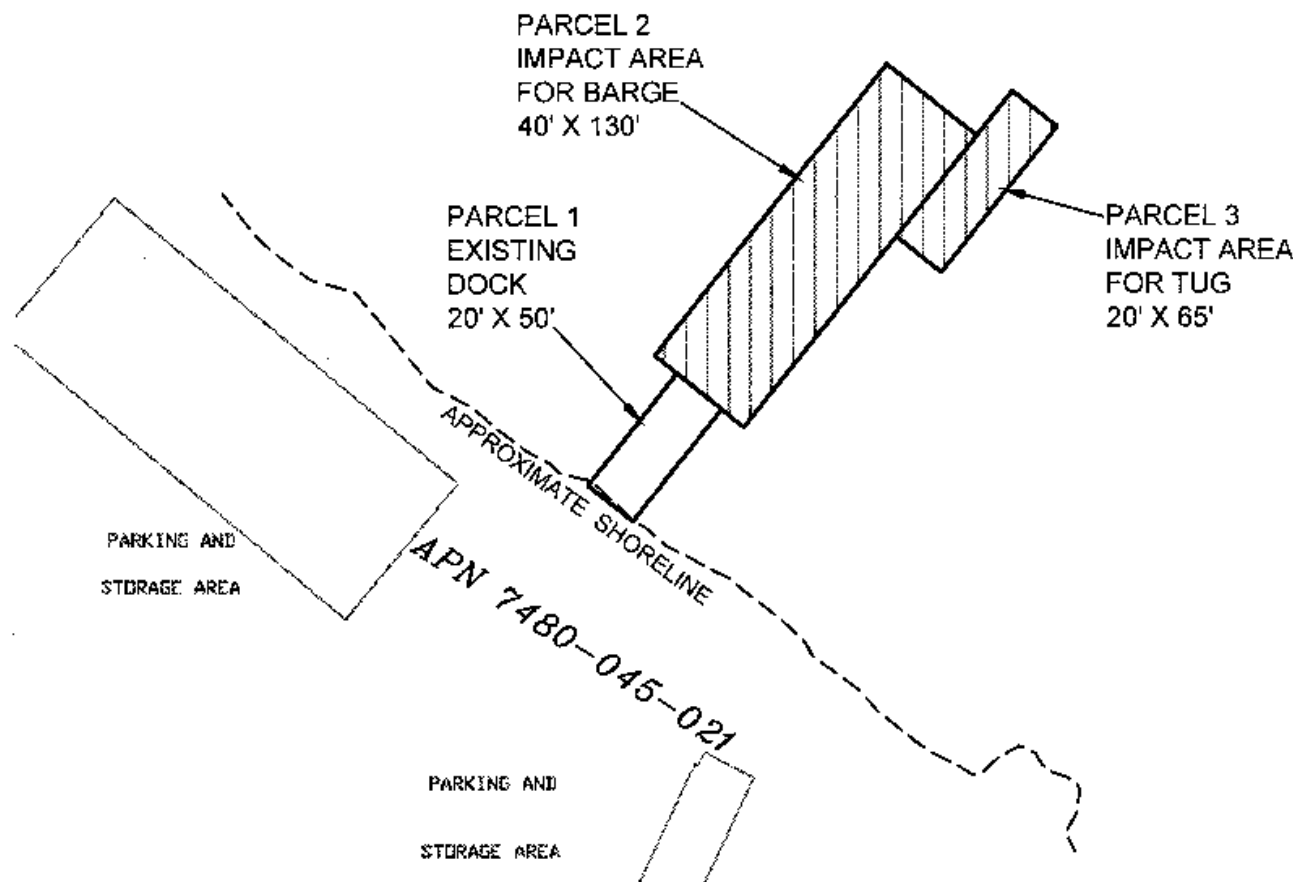 PARCEL 2
IMPACT AREA
FOR BARGE
40' X 130'
PARCEL 1
EXISTING
DOCK
20' X 50'
PARCEL 3
IMPACT AREA
FOR TUG
20' X 65'
APPROXIMATE SHORELINE
PARKING AND
STORAGE AREA
APN 7480-045-021
PARKING AND
STORAGE AREA